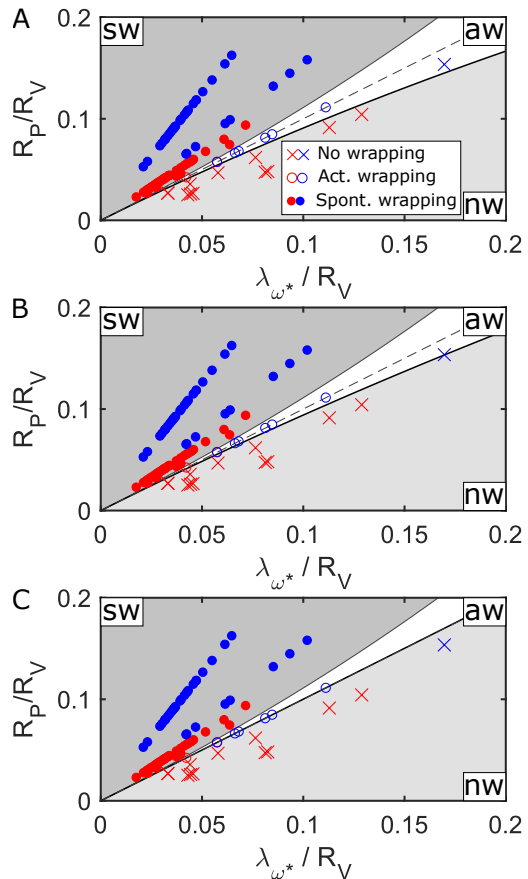 A
sw
aw
0.2
0.1
0
R_P/R_V
No wrapping
Act. wrapping
Spont. wrapping
nw
0 0.05 0.1 0.15 0.2
λ_ω* / R_V
B
sw
aw
0.2
0.1
0
R_P/R_V
nw
0 0.05 0.1 0.15 0.2
λ_ω* / R_V
C
sw
aw
0.2
0.1
0
R_P/R_V
nw
0 0.05 0.1 0.15 0.2
λ_ω* / R_V